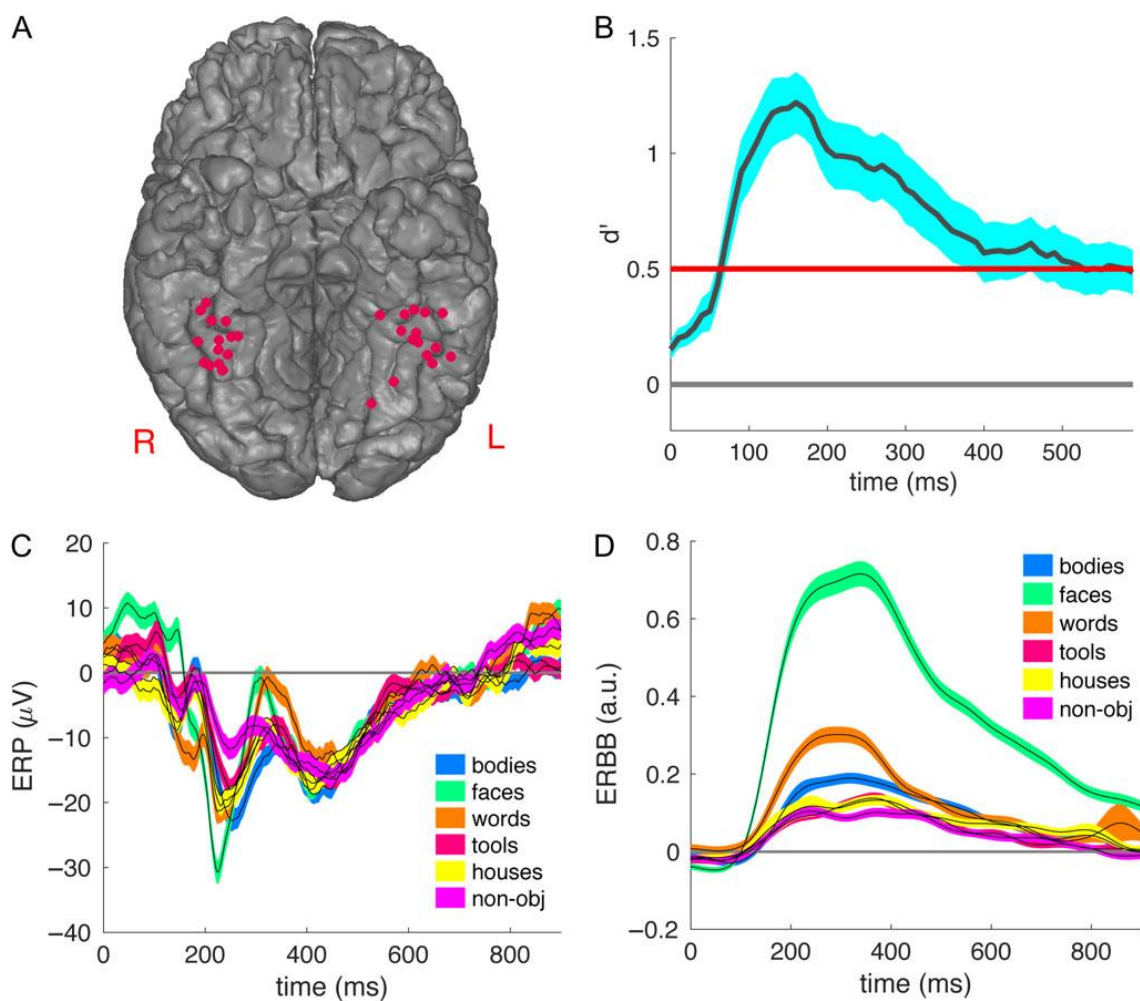 A
R
L
B
1.5
1
0.5
0
d'
100
200
300
400
500
time (ms)
C
20
10
0
−10
−20
−30
−40
ERP (μV)
bodies
faces
words
tools
houses
non-obj
0
200
400
600
800
time (ms)
D
0.8
0.6
0.4
0.2
0
−0.2
ERBB (a.u.)
bodies
faces
words
tools
houses
non-obj
0
200
400
600
800
time (ms)